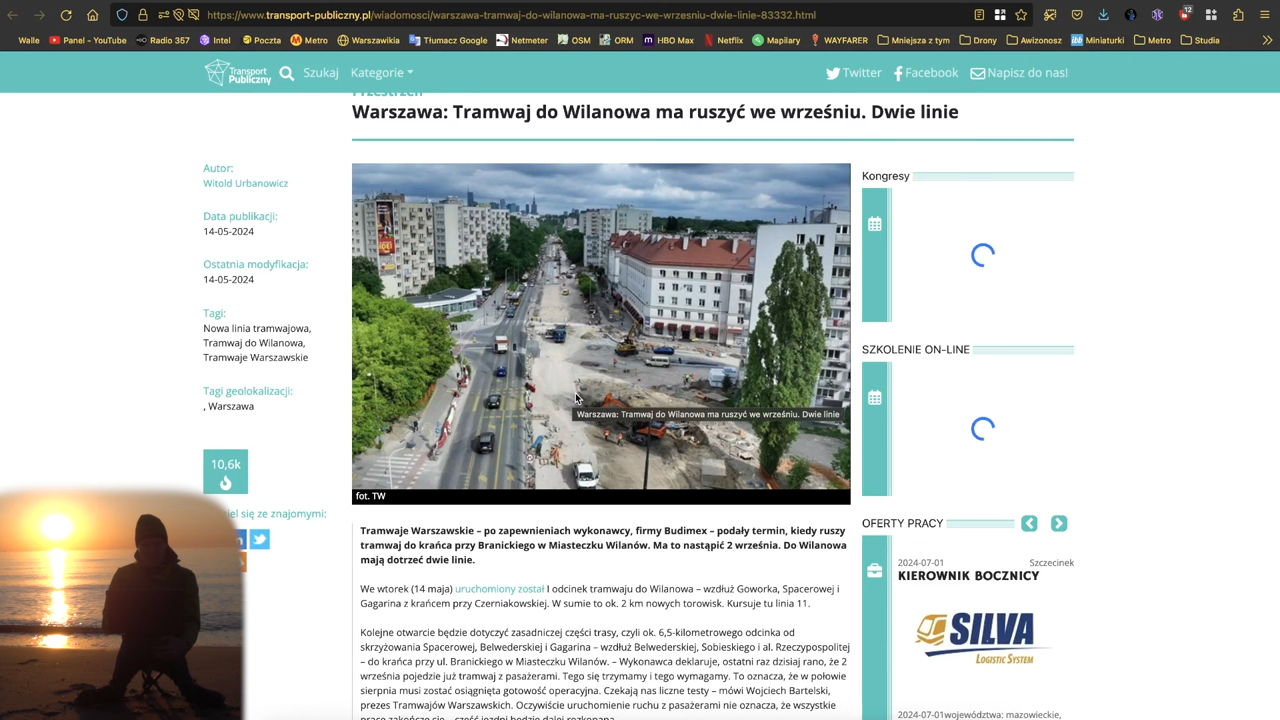 https://www.transport-publiczny.pl/wiadomosci/warszawa-tramwaj-do-wilanowa-ma-ruszyc-we-wrzesniu-dwie-linie-83332.html
12
Walle
Panel - YouTube
Radio 357
Intel
Poczta
Metro
Warszawikia
Tłumacz Google
Netmeter
OSM
ORM
HBO Max
Netflix
Mapilary
WAYFARER
Mniejsza z tym
Drony
Awizonosz
Miniaturki
Metro
Studia
Transport
Publiczny
Szukaj
Kategorie
Twitter
Facebook
Napisz do nas!
Przestrzeń
Warszawa: Tramwaj do Wilanowa ma ruszyć we wrześniu. Dwie linie
Autor:
Witold Urbanowicz
Data publikacji:
14-05-2024
Ostatnia modyfikacja:
14-05-2024
Tagi:
Nowa linia tramwajowa,
Tramwaj do Wilanowa,
Tramwaje Warszawskie
Tagi geolokalizacji:
, Warszawa
10,6k
iel się ze znajomymi:
Warszawa: Tramwaj do Wilanowa ma ruszyć we wrześniu. Dwie linie
fot. TW
Tramwaje Warszawskie – po zapewnieniach wykonawcy, firmy Budimex – podały termin, kiedy ruszy
tramwaj do krańca przy Branickiego w Miasteczku Wilanów. Ma to nastąpić 2 września. Do Wilanowa
mają dotrzeć dwie linie.
We wtorek (14 maja) uruchomiony został I odcinek tramwaju do Wilanowa – wzdłuż Goworka, Spacerowej i
Gagarina z krańcem przy Czerniakowskiej. W sumie to ok. 2 km nowych torowisk. Kursuje tu linia 11.
Kolejne otwarcie będzie dotyczyć zasadniczej części trasy, czyli ok. 6,5-kilometrowego odcinka od
skrzyżowania Spacerowej, Belwederskiej i Gagarina – wzdłuż Belwederskiej, Sobieskiego i al. Rzeczypospolitej
– do krańca przy ul. Branickiego w Miasteczku Wilanów. – Wykonawca deklaruje, ostatni raz dzisiaj rano, że 2
września pojedzie już tramwaj z pasażerami. Tego się trzymamy i tego wymagamy. To oznacza, że w połowie
sierpnia musi zostać osiągnięta gotowość operacyjna. Czekają nas liczne testy – mówi Wojciech Bartelski,
prezes Tramwajów Warszawskich. Oczywiście uruchomienie ruchu z pasażerami nie oznacza, że wszystkie
Kongresy
SZKOLENIE ON-LINE
OFERTY PRACY
2024-07-01
Szczecinek
KIEROWNIK BOCZNICY
SILVA
LOGISTIC SYSTEM
2024-07-01województwa: mazowieckie,